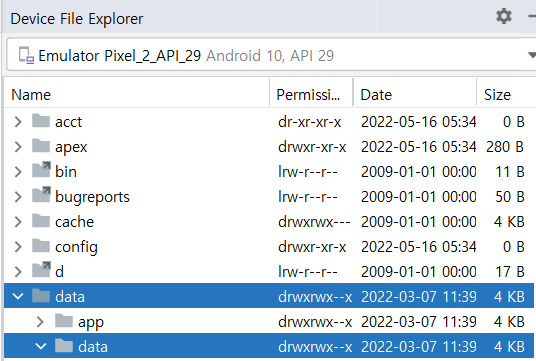 Device File Explorer
Emulator Pixel_2_API_29 Android 10, API 29
Name Permissi... Date Size
acct dr-xr-xr-x 2022-05-16 05:34 0 B
apex drwxr-xr-x 2022-05-16 05:34 280 B
bin lrw-r--r-- 2009-01-01 00:00 11 B
bugreports lrw-r--r-- 2009-01-01 00:00 50 B
cache drwxrwx--- 2009-01-01 00:00 4 KB
config drwxr-xr-x 2022-05-16 05:34 0 B
d lrw-r--r-- 2009-01-01 00:00 17 B
data drwxrwx--x 2022-03-07 11:39 4 KB
app drwxrwx--x 2022-03-07 11:39 4 KB
data drwxrwx--x 2022-03-07 11:39 4 KB